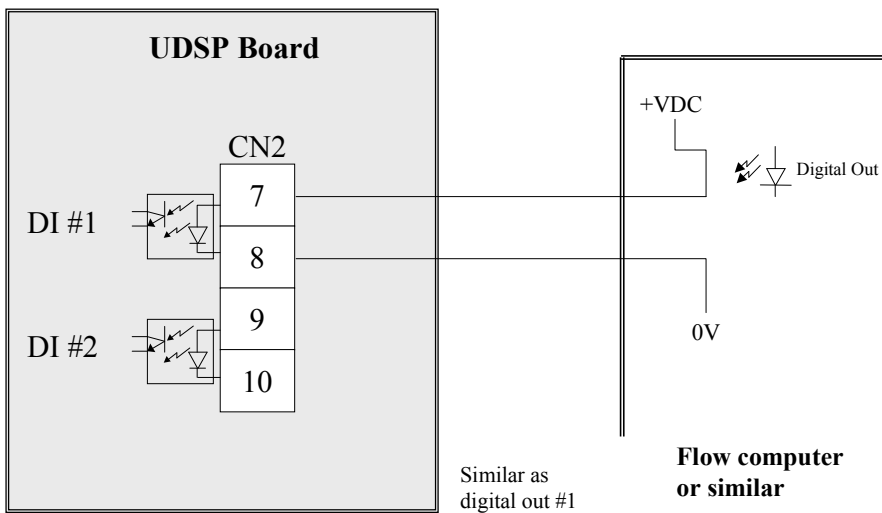 UDSP Board
CN2
7
DI #1
8
9
DI #2
10
+VDC
Digital Out
0V
Similar as
digital out #1
Flow computer
or similar